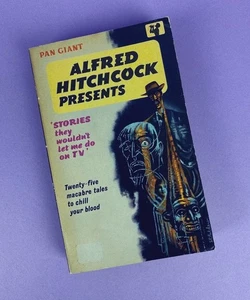 PAN GIANT
ALFRED
HITCHCOCK
PRESENTS
'STORIES
they
wouldn't
let me do
on TV'
Twenty-five
macabre tales
to chill
your blood